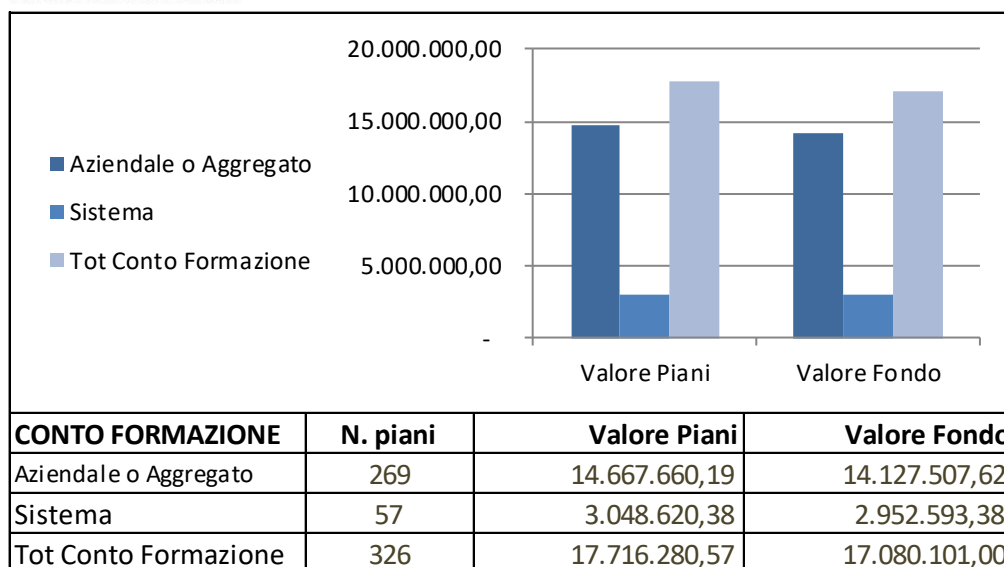 20.000.000,00
15.000.000,00
10.000.000,00
5.000.000,00
-
Aziendale o Aggregato
Sistema
Tot Conto Formazione
Valore Piani Valore Fondo
CONTO FORMAZIONE N. piani Valore Piani Valore Fondo
Aziendale o Aggregato 269 14.667.660,19 14.127.507,62
Sistema 57 3.048.620,38 2.952.593,38
Tot Conto Formazione 326 17.716.280,57 17.080.101,00